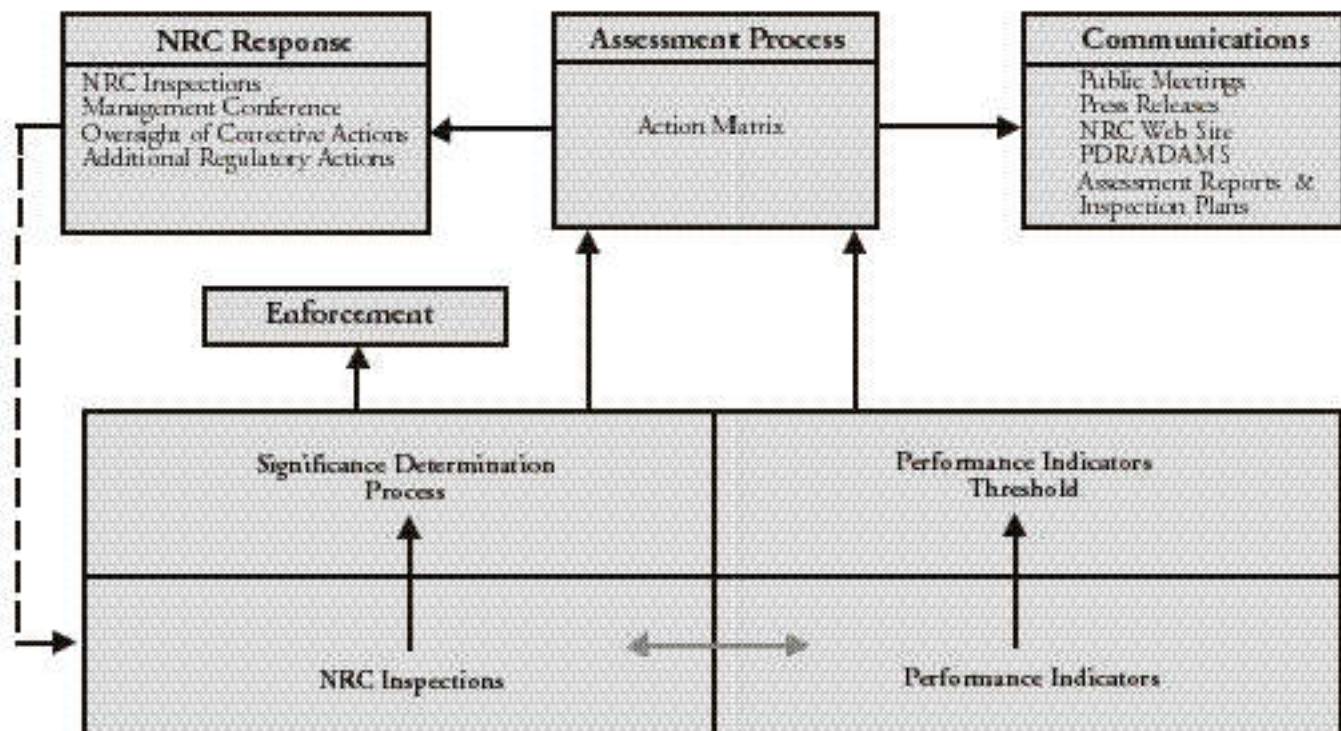 NRC Response
NRC Inspections
Management Conference
Oversight of Corrective Actions
Additional Regulatory Actions
Assessment Process
Action Matrix
Communications
Public Meetings
Press Releases
NRC Web Site
PDR/ADAMS
Assessment Reports &
Inspection Plans
Enforcement
Significance Determination
Process
Performance Indicators
Threshold
NRC Inspections
Performance Indicators